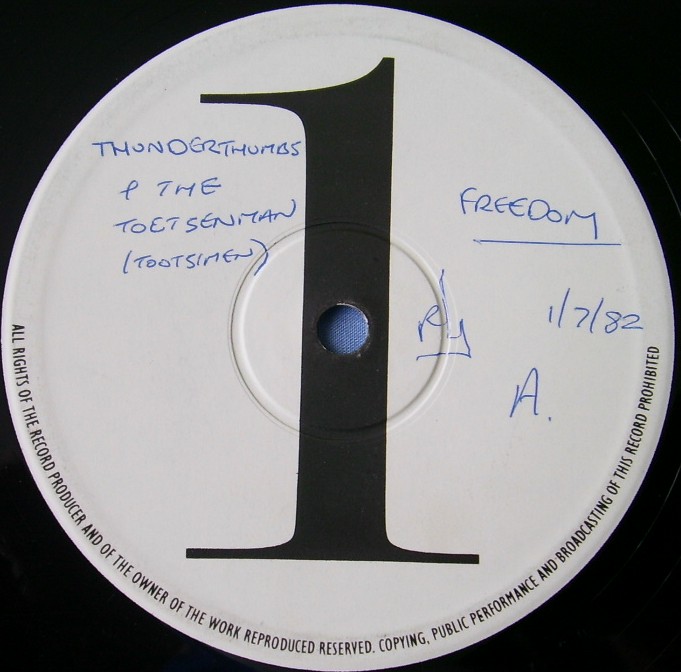 1
THUNDERTHUMBS
& THE
TOETSENMAN
(TOOTSIMEN)
FREEDOM
1/7/82
A.
ALL RIGHTS OF THE RECORD PRODUCER AND OF THE OWNER OF THE WORK REPRODUCED RESERVED. COPYING, PUBLIC PERFORMANCE AND BROADCASTING OF THIS RECORD PROHIBITED